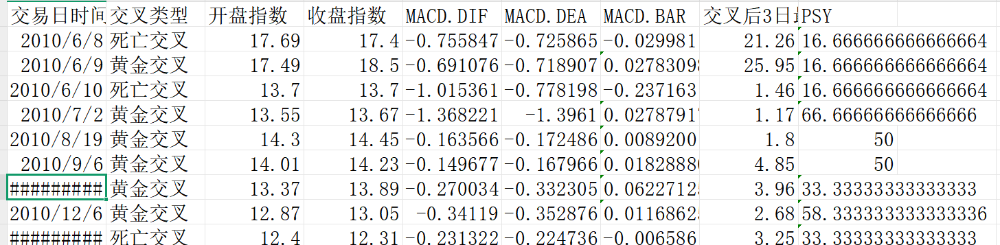 交易日时间 交叉类型 开盘指数 收盘指数 MACD.DIF MACD.DEA MACD.BAR 交叉后3日 PSY
2010/6/8 死亡交叉 17.69 17.4 -0.755847 -0.725865 -0.029981 21.26 16.666666666666664
2010/6/9 黄金交叉 17.49 18.5 -0.691076 -0.718907 0.02783098 25.95 16.666666666666664
2010/6/10 死亡交叉 13.7 13.7 -1.015361 -0.778198 -0.237163 1.46 16.666666666666664
2010/7/2 黄金交叉 13.55 13.67 -1.368221 -1.3961 0.02787917 1.17 66.66666666666666
2010/8/19 黄金交叉 14.3 14.45 -0.163566 -0.172486 0.0089200 1.8 50
2010/9/6 黄金交叉 14.01 14.23 -0.149677 -0.167966 0.01828886 4.85 50
######### 黄金交叉 13.37 13.89 -0.270034 -0.332305 0.06227125 3.96 33.33333333333333
2010/12/6 黄金交叉 12.87 13.05 -0.34119 -0.352876 0.01168625 2.68 58.333333333333336
######### 死亡交叉 12.4 12.31 -0.231322 -0.224736 -0.006586 3.25 33.33333333333333